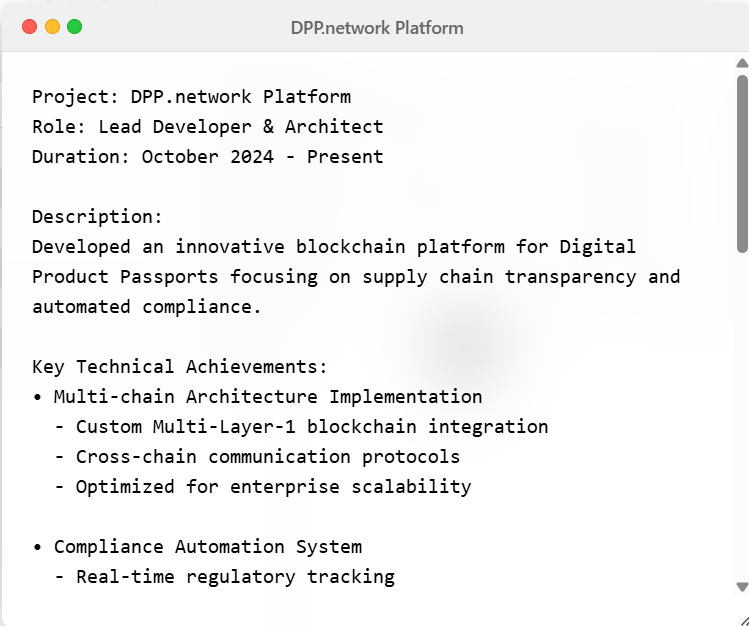 DPP.network Platform
Project: DPP.network Platform
Role: Lead Developer & Architect
Duration: October 2024 - Present
Description:
Developed an innovative blockchain platform for Digital
Product Passports focusing on supply chain transparency and
automated compliance.
Key Technical Achievements:
• Multi-chain Architecture Implementation
- Custom Multi-Layer-1 blockchain integration
- Cross-chain communication protocols
- Optimized for enterprise scalability
• Compliance Automation System
- Real-time regulatory tracking